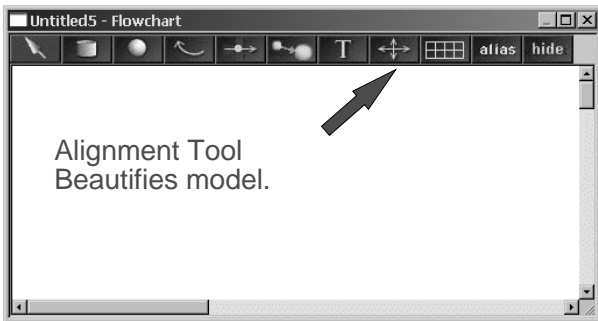 Untitled5 - Flowchart
T alias hide
Alignment Tool
Beautifies model.